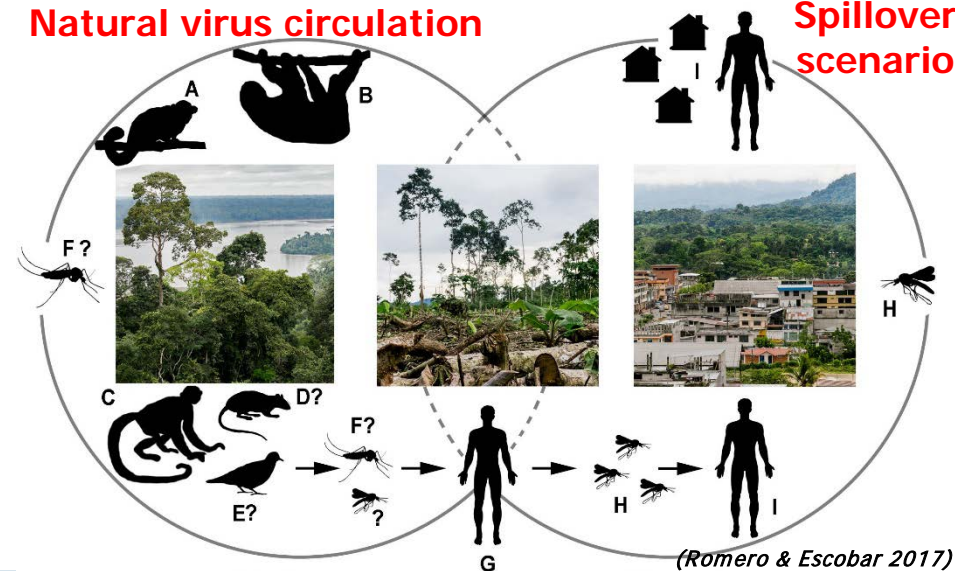 Natural virus circulation
Spillover
scenario
A
B
I
F?
H
C
D?
E?
F?
?
G
H
I
(Romero & Escobar 2017)